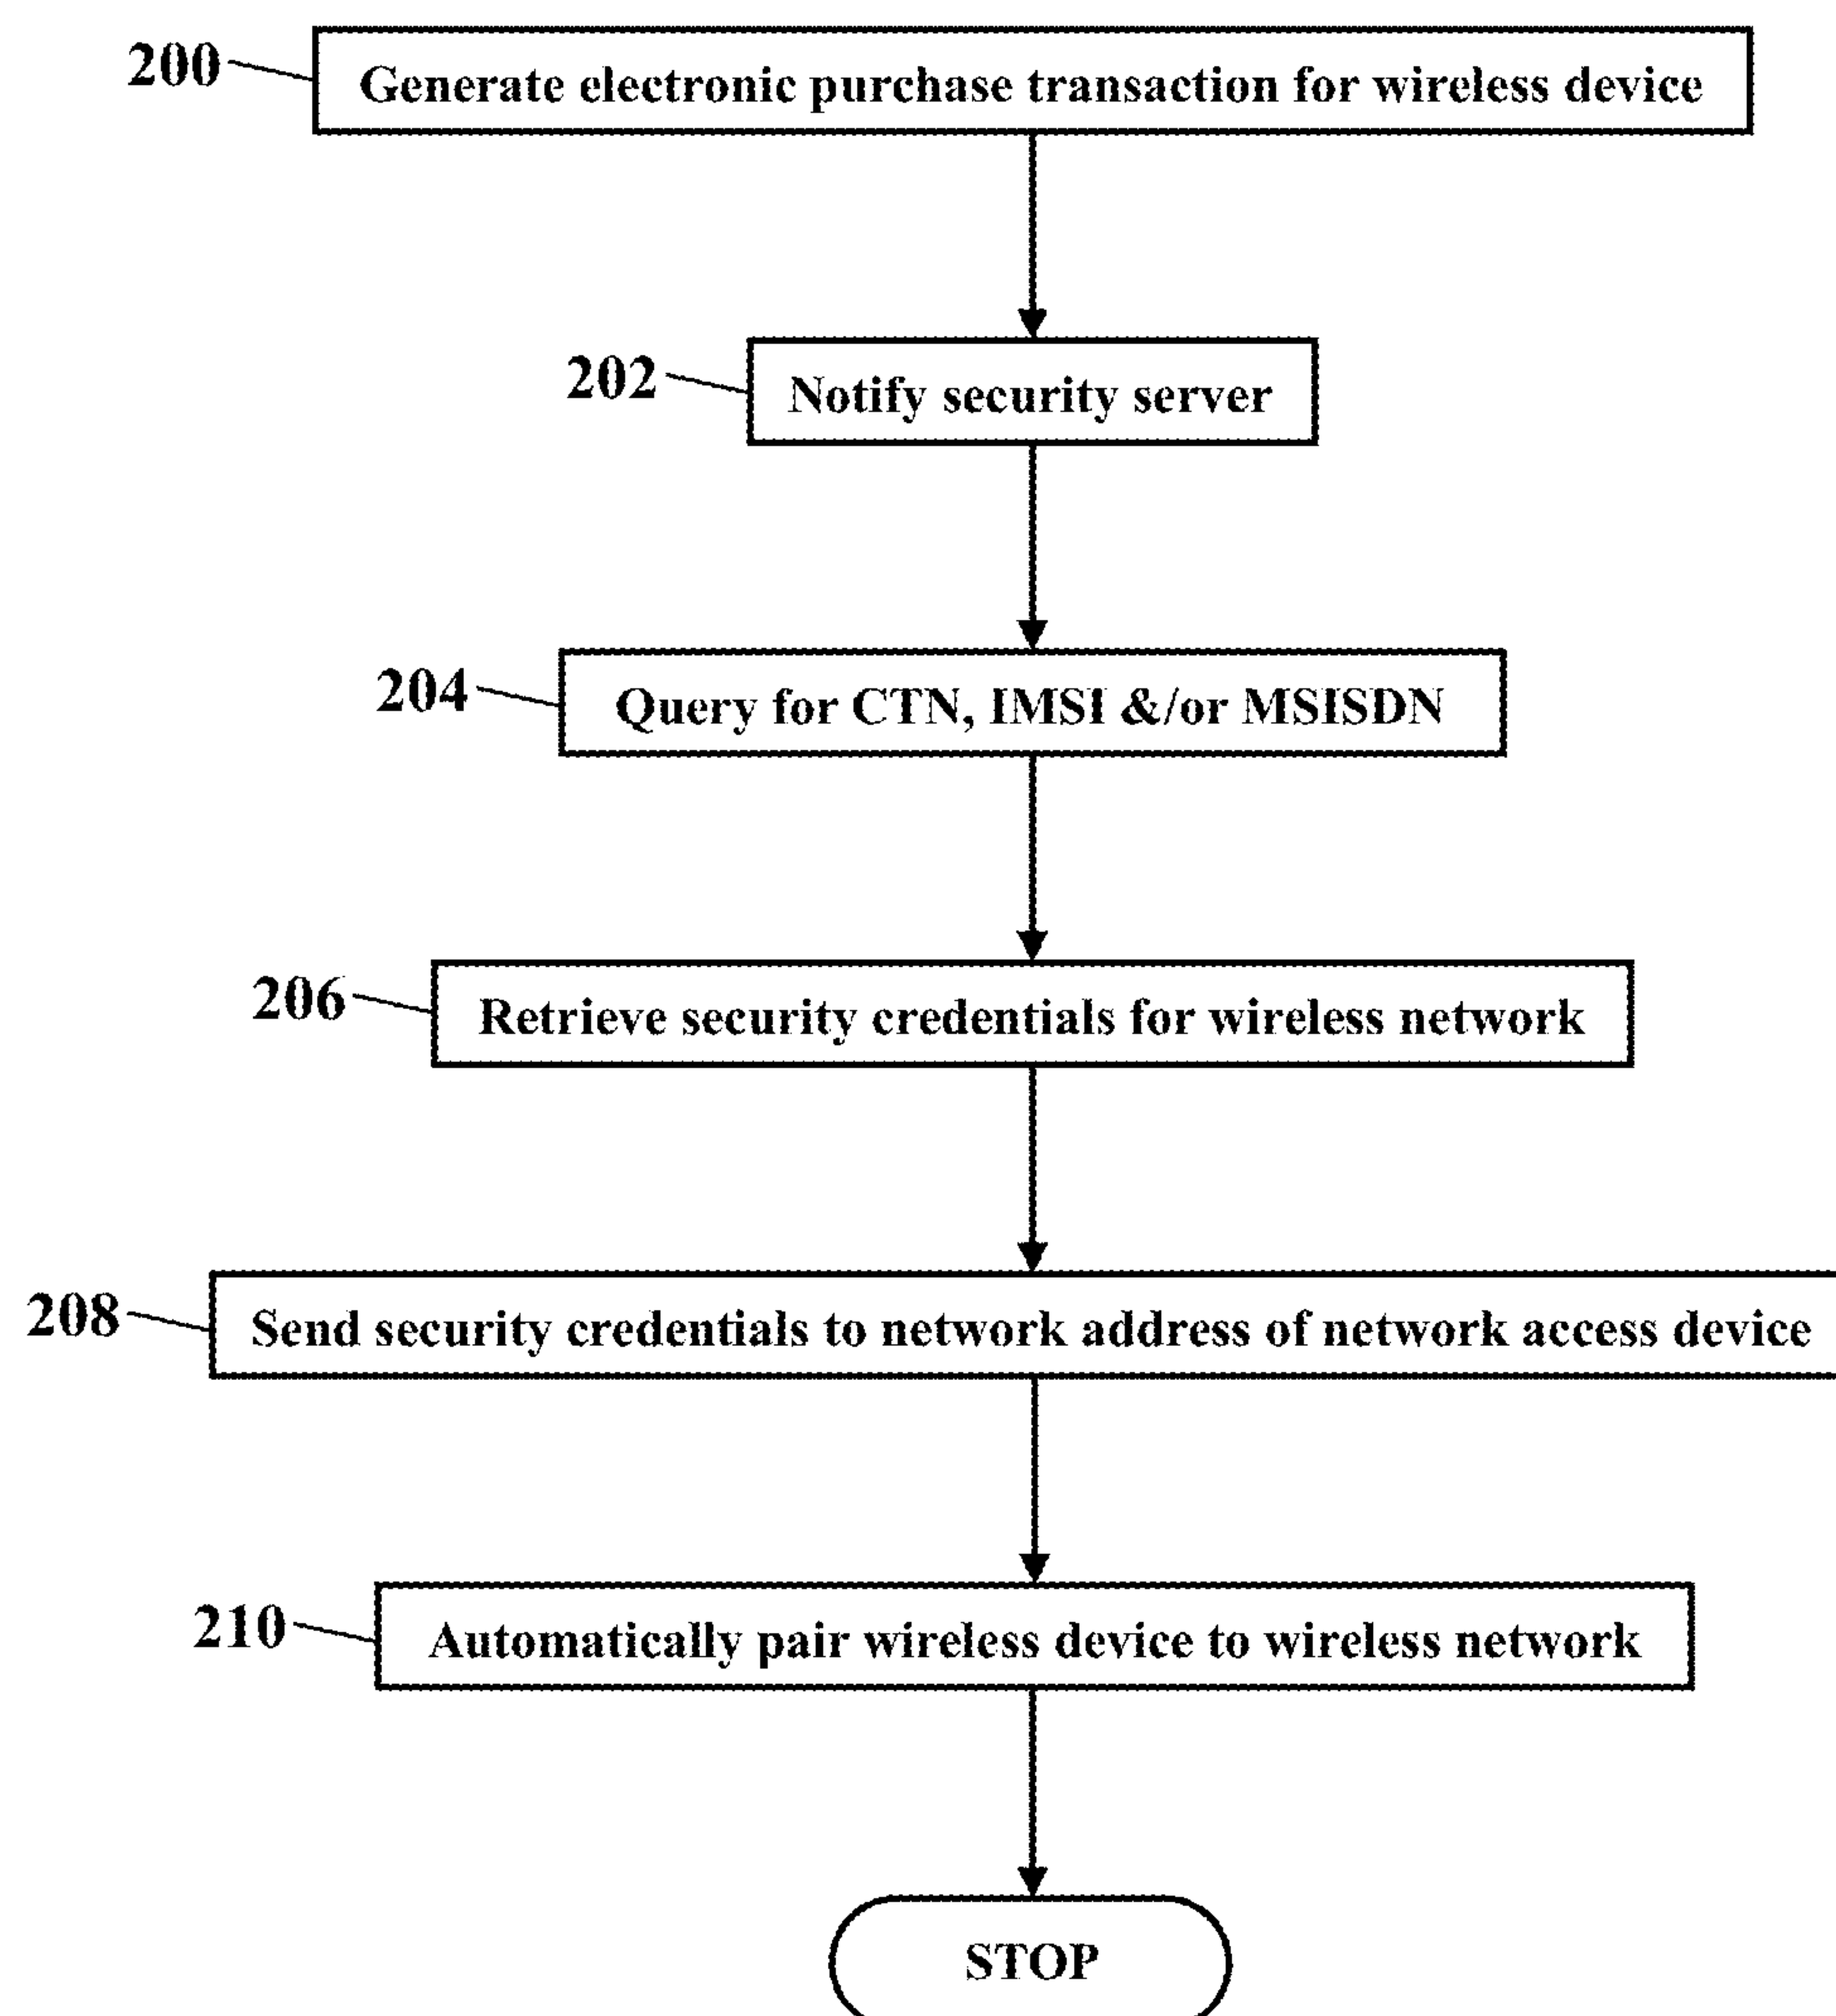 200
Generate electronic purchase transaction for wireless device
202
Notify security server
204
Query for CTN, IMSI &/or MSISDN
206
Retrieve security credentials for wireless network
208
Send security credentials to network address of network access device
210
Automatically pair wireless device to wireless network
STOP